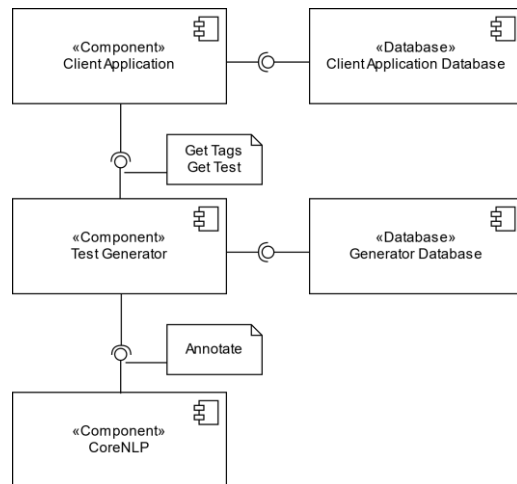 «Component»
Client Application
«Database»
Client Application Database
Get Tags
Get Test
«Component»
Test Generator
«Database»
Generator Database
Annotate
«Component»
CoreNLP